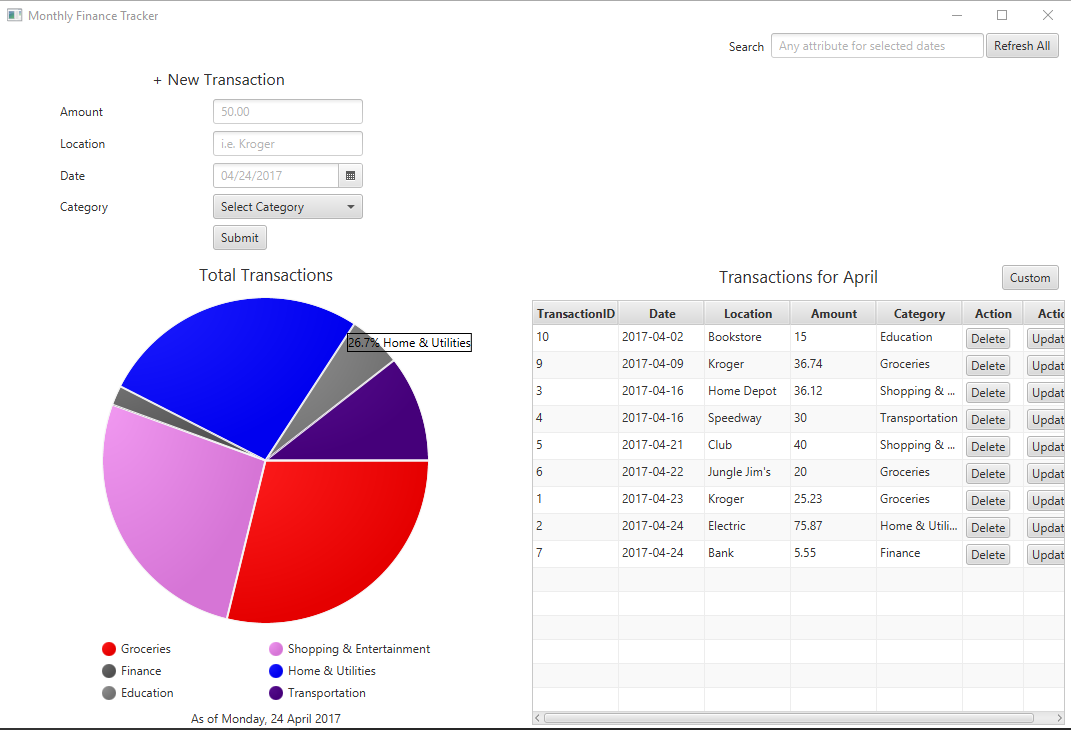 Monthly Finance Tracker
Search Any attribute for selected dates Refresh All
+ New Transaction
Amount 50.00
Location i.e. Kroger
Date 04/24/2017
Category Select Category
Submit
Total Transactions
26.7% Home & Utilities
Groceries Shopping & Entertainment
Finance Home & Utilities
Education Transportation
As of Monday, 24 April 2017
Transactions for April Custom
TransactionID Date Location Amount Category Action Actic
10 2017-04-02 Bookstore 15 Education Delete Updat
9 2017-04-09 Kroger 36.74 Groceries Delete Updat
3 2017-04-16 Home Depot 36.12 Shopping & ... Delete Updat
4 2017-04-16 Speedway 30 Transportation Delete Updat
5 2017-04-21 Club 40 Shopping & ... Delete Updat
6 2017-04-22 Jungle Jim's 20 Groceries Delete Updat
1 2017-04-23 Kroger 25.23 Groceries Delete Updat
2 2017-04-24 Electric 75.87 Home & Utili... Delete Updat
7 2017-04-24 Bank 5.55 Finance Delete Updat